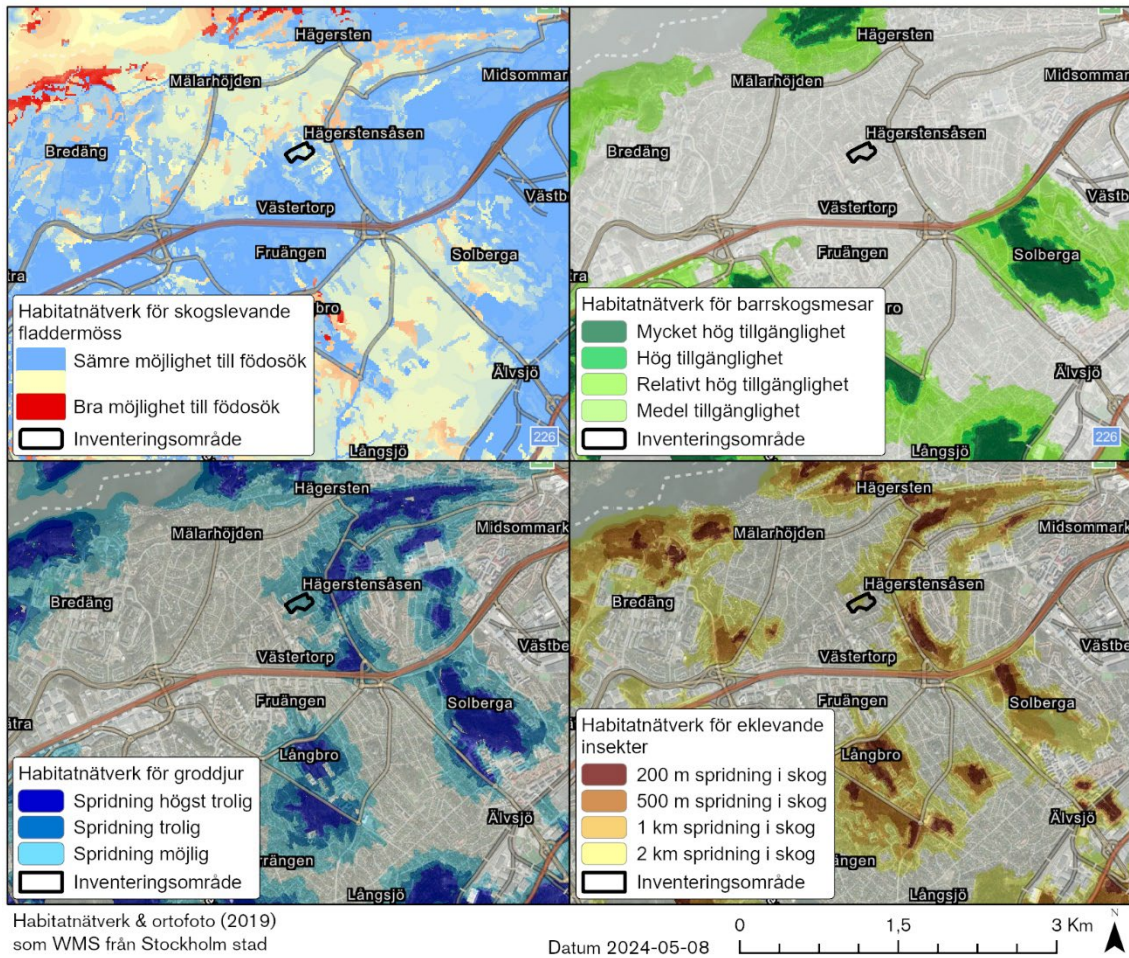 Hägersten
Midsommar
Mälarhöjden
Hägerstensåsen
Bredäng
Västertorp
Västb
Fruängen
Solberga
tra
bro
Älvsjö
226
Långsjö
Habitatnätverk för skogslevande
fladdermöss
Sämre möjlighet till födosök
Bra möjlighet till födosök
Inventeringsområde
Hägersten
Midsommar
Mälarhöjden
Hägerstensåsen
Bredäng
Västertorp
Västb
Fruängen
Solberga
ro
Älvsjö
226
Långsjö
Habitatnätverk för barrskogsmesar
Mycket hög tillgänglighet
Hög tillgänglighet
Relativt hög tillgänglighet
Medel tillgänglighet
Inventeringsområde
Hägersten
Midsommark
Mälarhöjden
Hägerstensåsen
Bredäng
Västertorp
Västbe
Fruängen
Solberga
ätra
Långbro
Älvsjö
rrängen
Långsjö
Habitatnätverk för groddjur
Spridning högst trolig
Spridning trolig
Spridning möjlig
Inventeringsområde
Hägersten
Midsommark
Mälarhöjden
Hägerstensåsen
Bredäng
Västertorp
Västbe
Fruängen
Solberga
ätra
Långbro
Älvsjö
ängen
Långsjö
Habitatnätverk för eklevande
insekter
200 m spridning i skog
500 m spridning i skog
1 km spridning i skog
2 km spridning i skog
Inventeringsområde
Habitatnätverk & ortofoto (2019)
som WMS från Stockholm stad
Datum 2024-05-08
0 1,5 3 Km
N